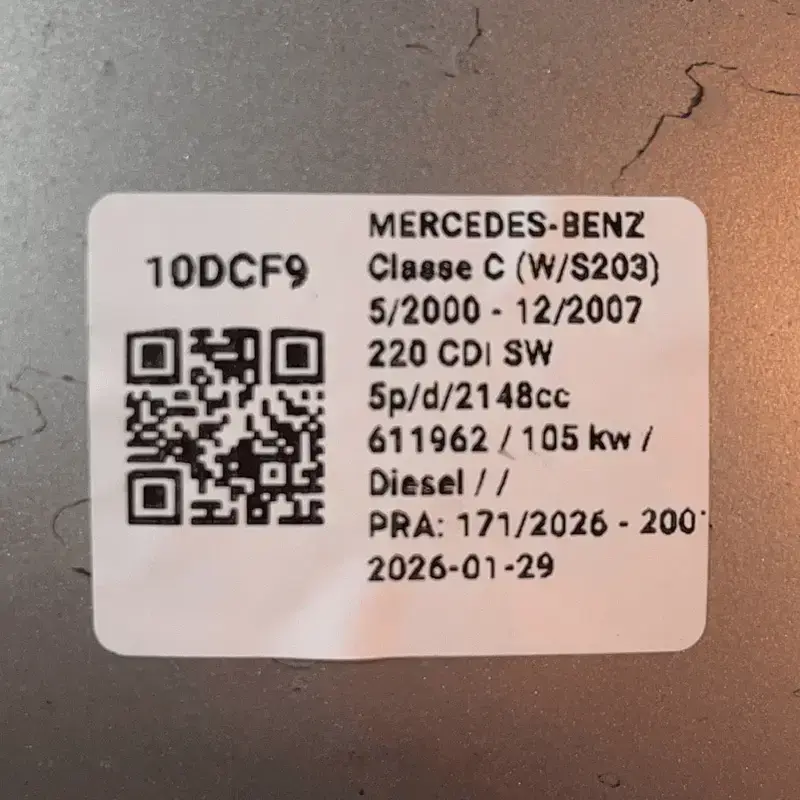 10DCF9
MERCEDES-BENZ
Classe C (W/S203)
5/2000 - 12/2007
220 CDI SW
5p/d/2148cc
611962 / 105 kw /
Diesel / /
PRA: 171/2026 - 200
2026-01-29